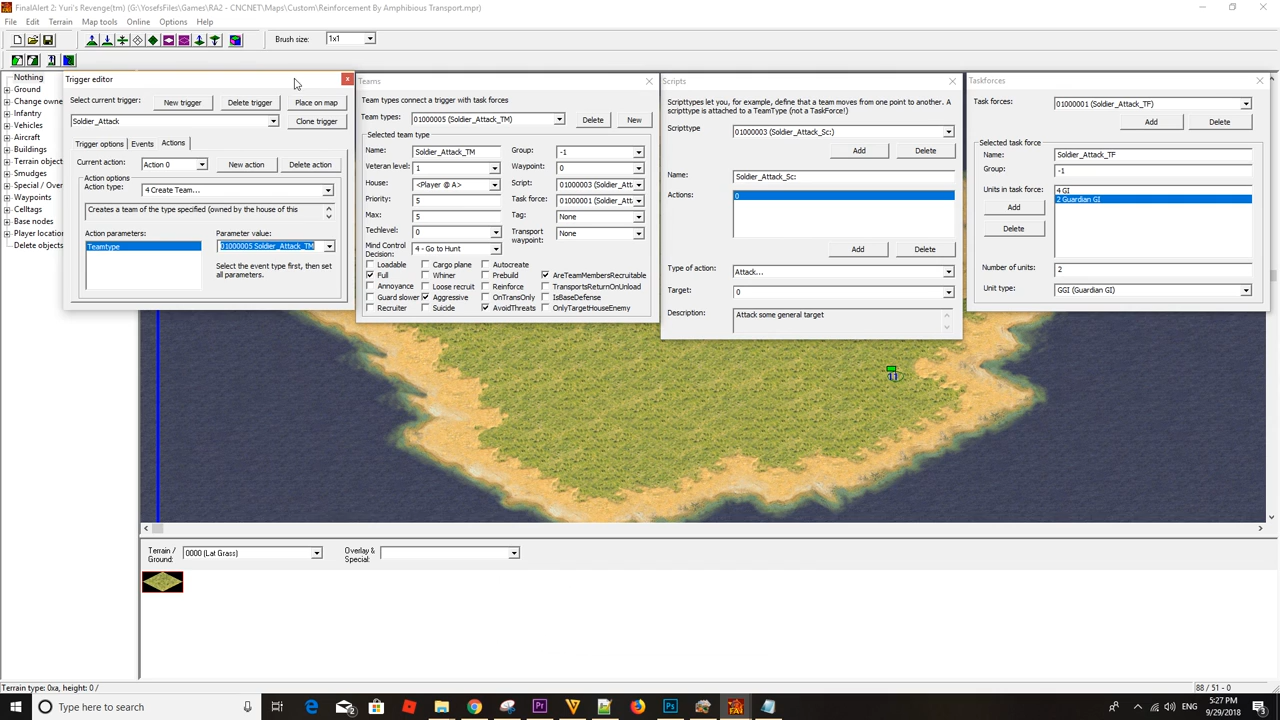 FinalAlert 2: Yuri's Revenge(tm) (G:\YosefsFiles\Games\RA2\CNCNET\Maps\Custom\Reinforcement By Amphibious Transport.mpr)
File Edit Terrain Map tools Online Options Help
Brush size: 1x1
Nothing
Ground
Change owne
Infantry
Vehicles
Aircraft
Buildings
Terrain object
Smudges
Special / Over
Waypoints
Celltags
Base nodes
Player location
Delete objects
Trigger editor
Select current trigger: New trigger Delete trigger Place on map
Soldier_Attack Clone trigger
Trigger options Events Actions
Current action: Action 0 New action Delete action
Action options
Action type: 4 Create Team...
Creates a team of the type specified (owned by the house of this
Action parameters: Parameter value:
Teamtype 01000005 Soldier_Attack_TM
Select the event type first, then set
all parameters.
Teams
Team types connect a trigger with task forces
Team types: 01000005 (Soldier_Attack_TM) Delete New
Selected team type
Name: Soldier_Attack_TM Group: -1
Veteran level: 1 Waypoint: 0
House: <Player @ A> Script: 01000003 (Soldier_Atta
Priority: 5 Task force: 01000001 (Soldier_Atta
Max: 5 Tag: None
Techlevel: 0 Transport
waypoint: None
Mind Control
Decision: 4 - Go to Hunt
Loadable Cargo plane Autocreate
Full Whiner Prebuild AreTeamMembersRecruitable
Annoyance Loose recruit Reinforce TransportsReturnOnUnload
Guard slower Aggressive OnTransOnly IsBaseDefense
Recruiter Suicide AvoidThreats OnlyTargetHouseEnemy
Scripts
Scripttypes let you, for example, define that a team moves from one point to another. A
scripttype is attached to a TeamType (not a TaskForce!)
Scripttype 01000003 (Soldier_Attack_Sc:)
Add Delete
Name: Soldier_Attack_Sc:
Actions: 0
Add Delete
Type of action: Attack...
Target: 0
Description: Attack some general target
Taskforces
Task forces: 01000001 (Soldier_Attack_TF)
Add Delete
Selected task force
Name: Soldier_Attack_TF
Group: -1
Units in task force: 4 GI
Add 2 Guardian GI
Delete
Number of units: 2
Unit type: GGI (Guardian GI)
11
Terrain /
Ground: 0000 (Lat Grass) Overlay &
Special:
Terrain type: 0xa, height: 0 / 88 / 51 - 0
Type here to search
ENG 5:27 PM
9/29/2018